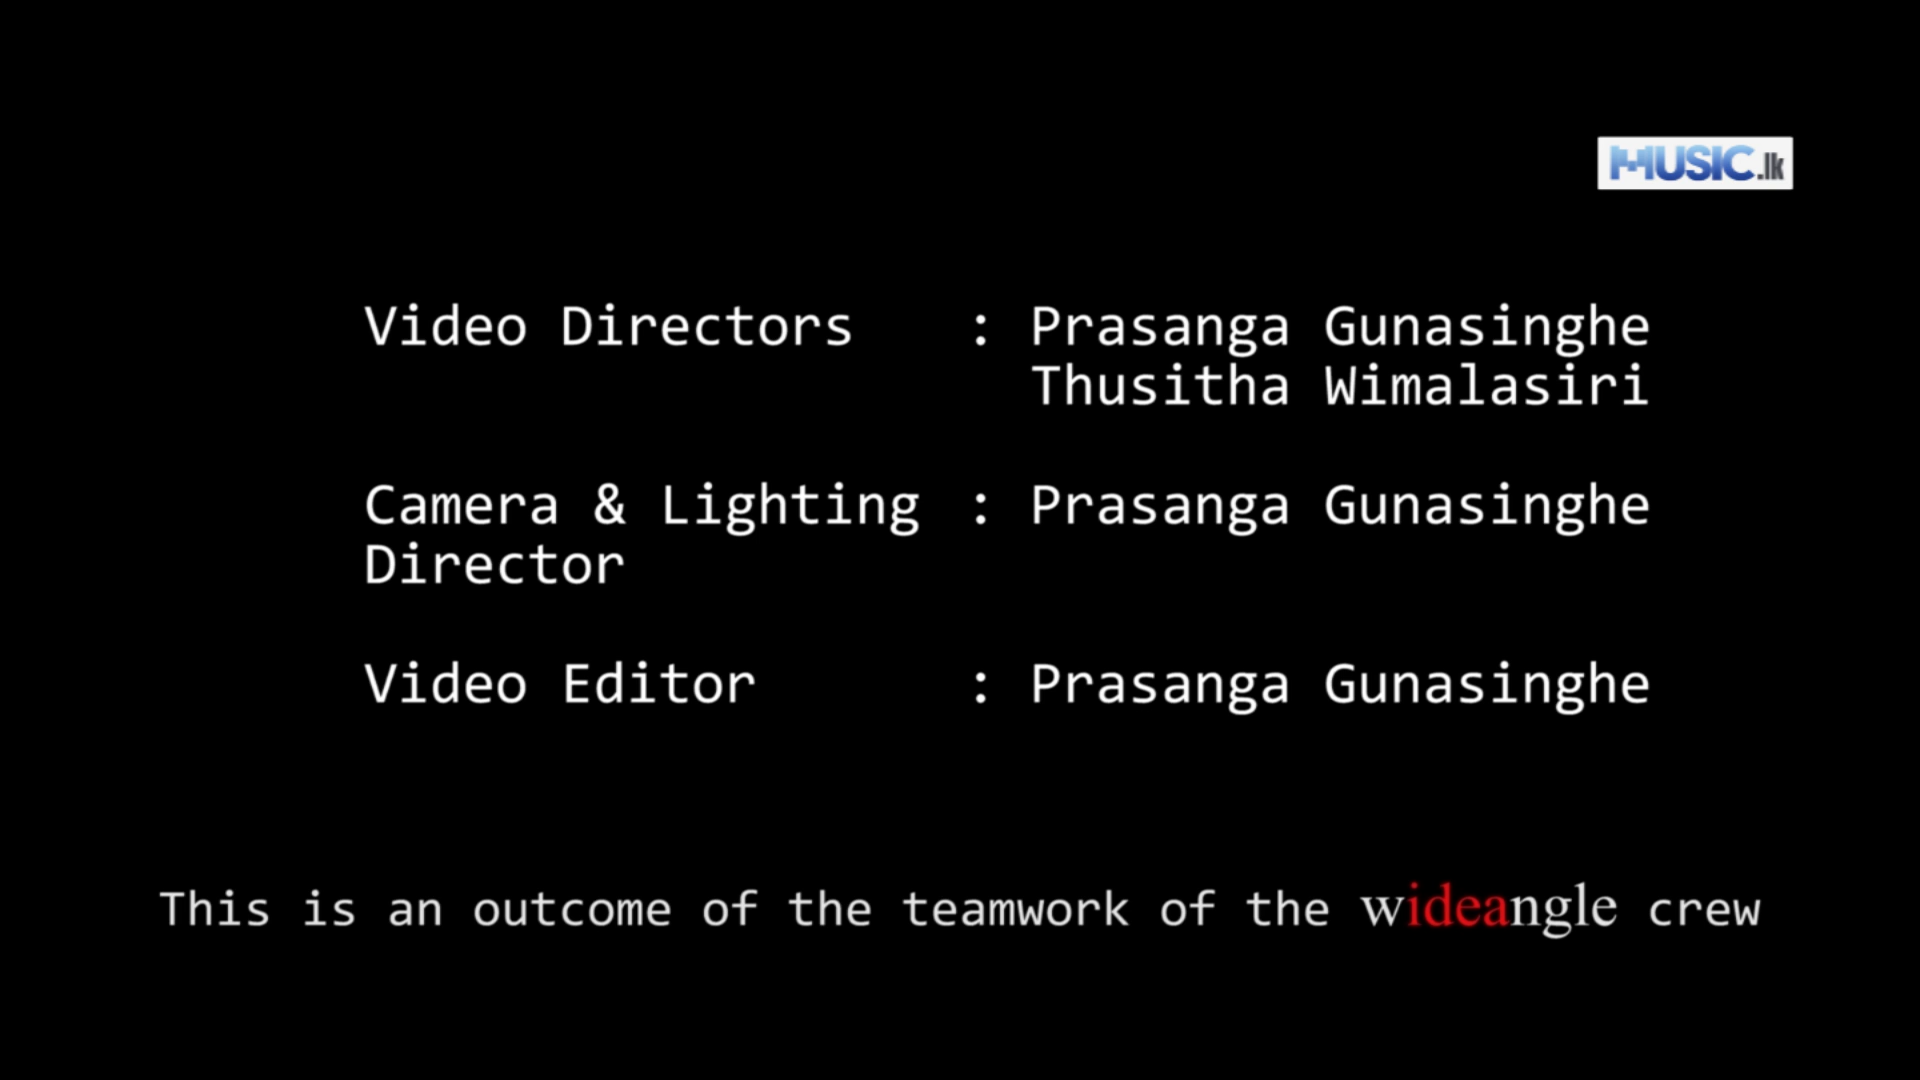 MUSIC.lk
Video Directors : Prasanga Gunasinghe
Thusitha Wimalasiri
Camera & Lighting : Prasanga Gunasinghe
Director
Video Editor : Prasanga Gunasinghe
This is an outcome of the teamwork of the wideangle crew